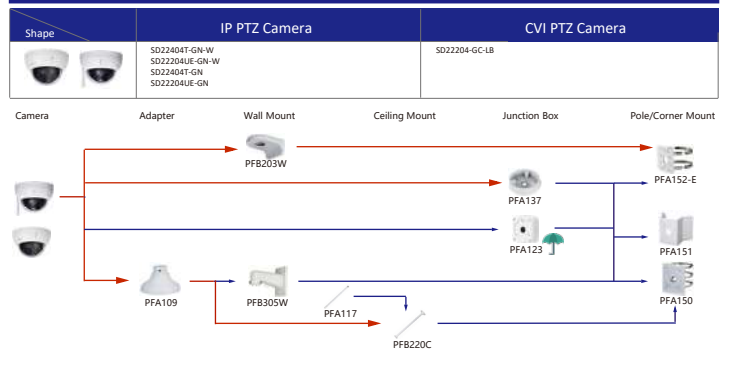 Shape
IP PTZ Camera
CVI PTZ Camera
SD22404T-GN-W
SD22204UE-GN-W
SD22404T-GN
SD22204UE-GN
SD22204-GC-LB
Camera
Adapter
Wall Mount
Ceiling Mount
Junction Box
Pole/Corner Mount
PFB203W
PFA152-E
PFA137
PFA123
PFA151
PFA109
PFB305W
PFA117
PFB220C
PFA150